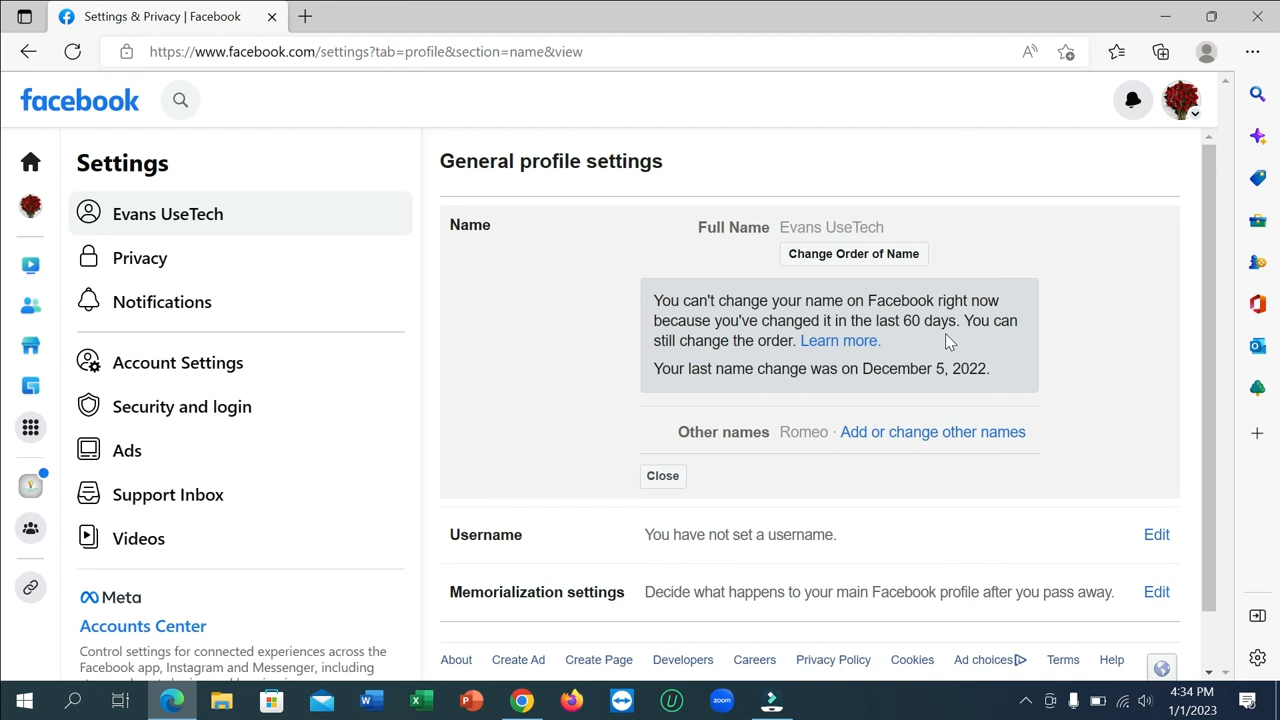 Settings & Privacy | Facebook
https://www.facebook.com/settings?tab=profile&section=name&view
facebook
Settings
Evans UseTech
Privacy
Notifications
Account Settings
Security and login
Ads
Support Inbox
Videos
Meta
Accounts Center
Control settings for connected experiences across the
Facebook app, Instagram and Messenger, including
General profile settings
Name
Full Name Evans UseTech
Change Order of Name
You can't change your name on Facebook right now
because you've changed it in the last 60 days. You can
still change the order. Learn more.
Your last name change was on December 5, 2022.
Other names Romeo · Add or change other names
Close
Username You have not set a username. Edit
Memorialization settings Decide what happens to your main Facebook profile after you pass away. Edit
About Create Ad Create Page Developers Careers Privacy Policy Cookies Ad choices Terms Help
zoom
4:34 PM
1/1/2023